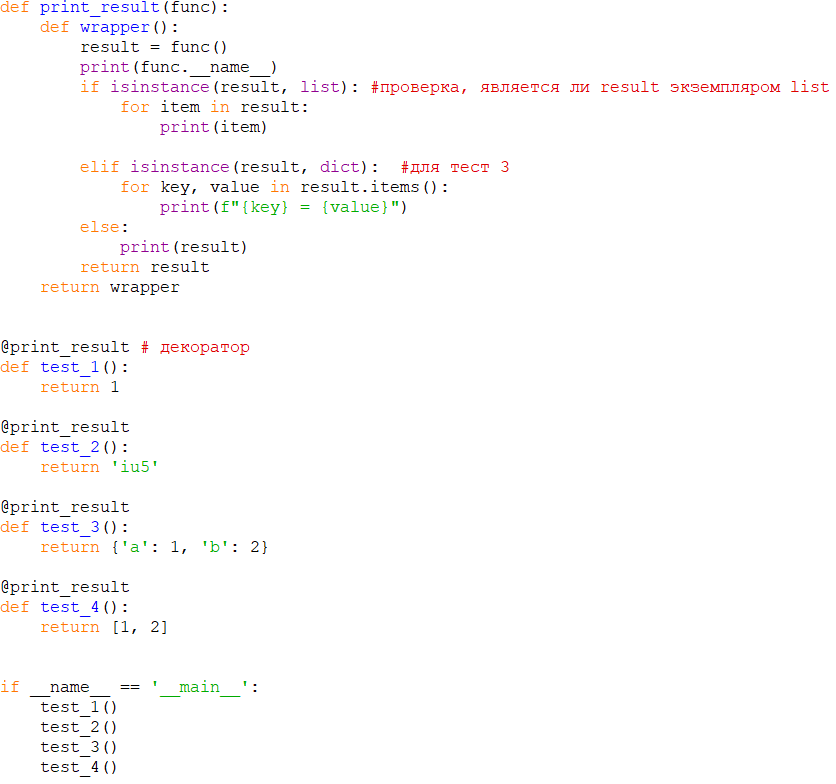 def print_result(func):
    def wrapper():
        result = func()
        print(func.__name__)
        if isinstance(result, list): #проверка, является ли result экземпляром list
            for item in result:
                print(item)

        elif isinstance(result, dict):  #для тест 3
            for key, value in result.items():
                print(f"{key} = {value}")
        else:
            print(result)
        return result
    return wrapper


@print_result # декоратор
def test_1():
    return 1

@print_result
def test_2():
    return 'iu5'

@print_result
def test_3():
    return {'a': 1, 'b': 2}

@print_result
def test_4():
    return [1, 2]


if __name__ == '__main__':
    test_1()
    test_2()
    test_3()
    test_4()